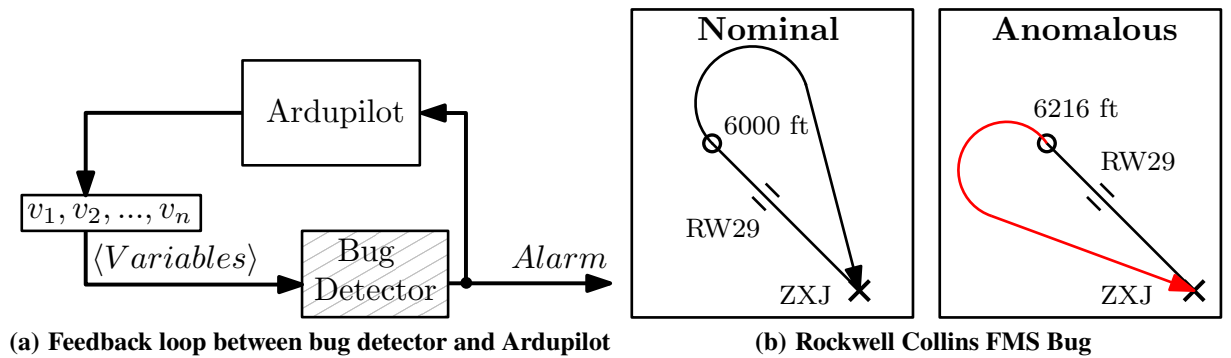 Ardupilot
v₁, v₂, ..., vₙ
⟨Variables⟩
Bug
Detector
Alarm
(a) Feedback loop between bug detector and Ardupilot
Nominal
6000 ft
RW29
ZXJ
Anomalous
6216 ft
RW29
ZXJ
(b) Rockwell Collins FMS Bug